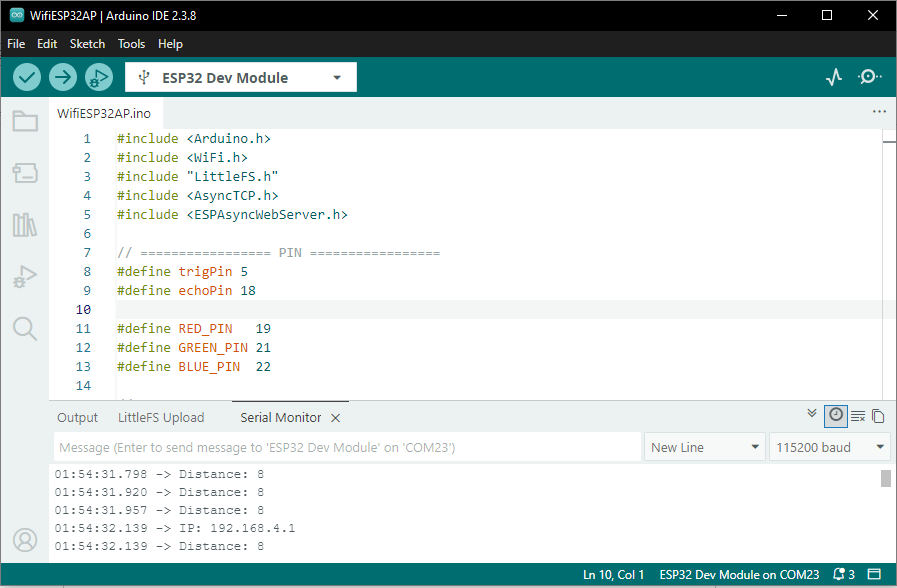 WifiESP32AP | Arduino IDE 2.3.8
File Edit Sketch Tools Help
ESP32 Dev Module
WifiESP32AP.ino
1 #include <Arduino.h>
2 #include <WiFi.h>
3 #include "LittleFS.h"
4 #include <AsyncTCP.h>
5 #include <ESPAsyncWebServer.h>
6
7 // ================= PIN =================
8 #define trigPin 5
9 #define echoPin 18
10
11 #define RED_PIN   19
12 #define GREEN_PIN 21
13 #define BLUE_PIN  22
14
Output LittleFS Upload Serial Monitor
Message (Enter to send message to 'ESP32 Dev Module' on 'COM23') New Line 115200 baud
01:54:31.798 -> Distance: 8
01:54:31.920 -> Distance: 8
01:54:31.957 -> Distance: 8
01:54:32.139 -> IP: 192.168.4.1
01:54:32.139 -> Distance: 8
Ln 10, Col 1 ESP32 Dev Module on COM23 3